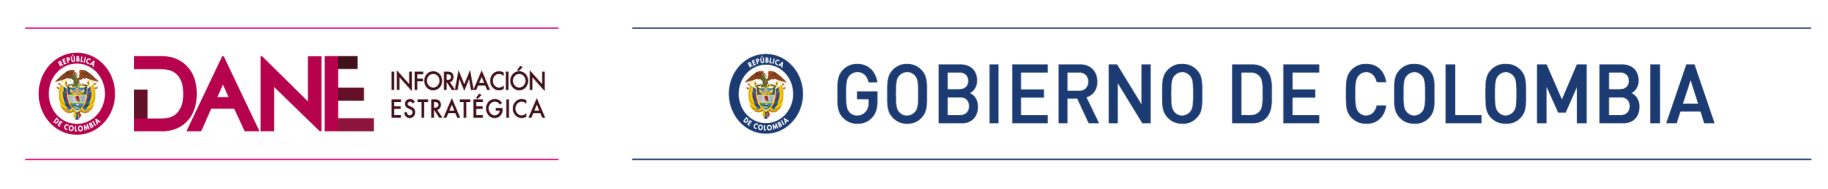 REPÚBLICA
DE COLOMBIA
DANE
INFORMACIÓN
ESTRATÉGICA
REPÚBLICA
DE COLOMBIA
GOBIERNO DE COLOMBIA